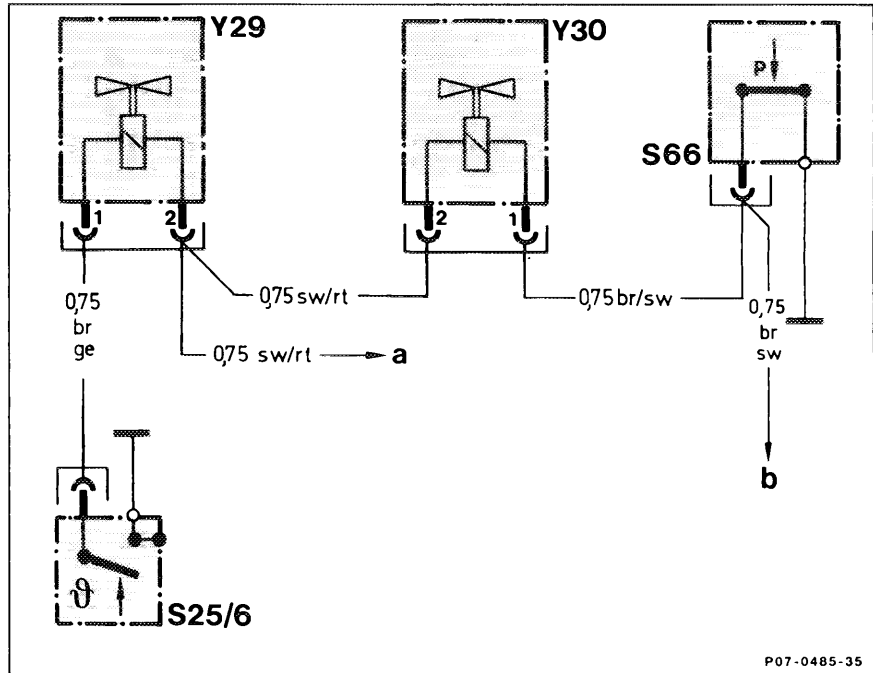 Y29
Y30
P
S66
1 2
2 1
0,75 sw/rt
0,75 br/sw
0,75
br
ge
0,75
br
sw
0,75 sw/rt
a
b
ϑ
S25/6
P07-0485-35